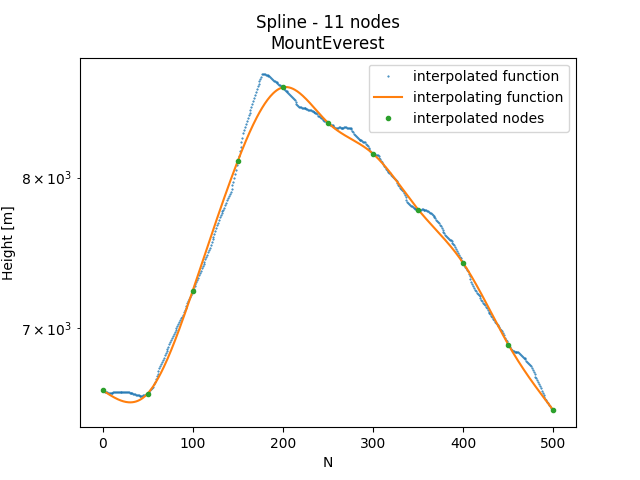 Spline - 11 nodes
MountEverest
interpolated function
interpolating function
interpolated nodes
8 × 10³
7 × 10³
Height [m]
0 100 200 300 400 500
N